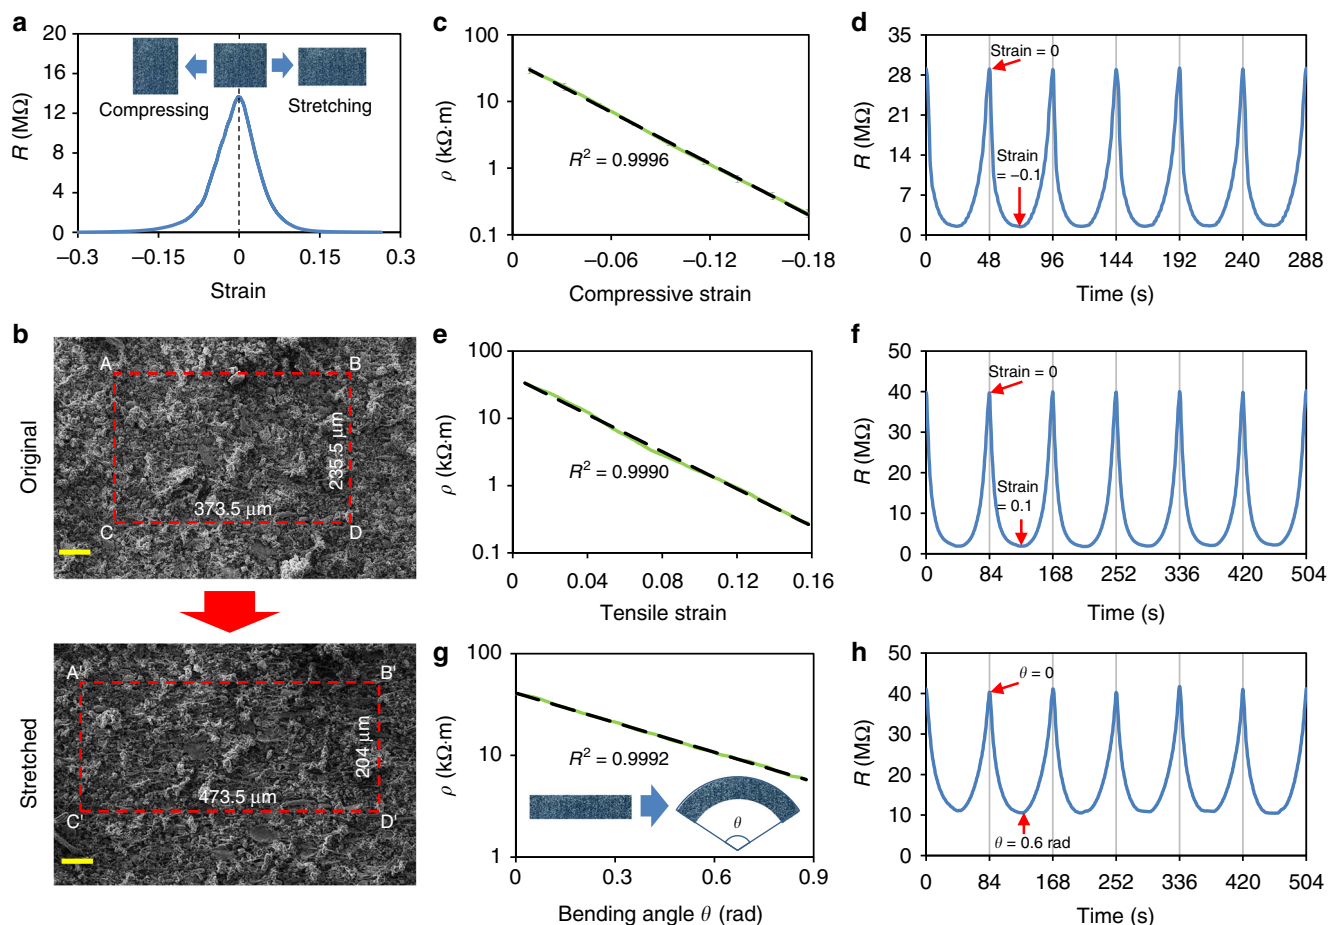 a
R (MΩ)
20
16
12
8
4
0
Compressing
Stretching
−0.3
−0.15
0
0.15
0.3
Strain
c
ρ (kΩ·m)
100
10
1
0.1
R² = 0.9996
0
−0.06
−0.12
−0.18
Compressive strain
d
R (MΩ)
35
28
21
14
7
0
Strain = 0
Strain
= −0.1
0
48
96
144
192
240
288
Time (s)
b
Original
A
B
235.5 μm
373.5 μm
C
D
Stretched
A'
B'
204 μm
473.5 μm
C'
D'
e
ρ (kΩ·m)
100
10
1
0.1
R² = 0.9990
0
0.04
0.08
0.12
0.16
Tensile strain
f
R (MΩ)
50
40
30
20
10
0
Strain = 0
Strain
= 0.1
0
84
168
252
336
420
504
Time (s)
g
ρ (kΩ·m)
100
10
1
R² = 0.9992
θ
0
0.3
0.6
0.9
Bending angle θ (rad)
h
R (MΩ)
50
40
30
20
10
0
θ = 0
θ = 0.6 rad
0
84
168
252
336
420
504
Time (s)